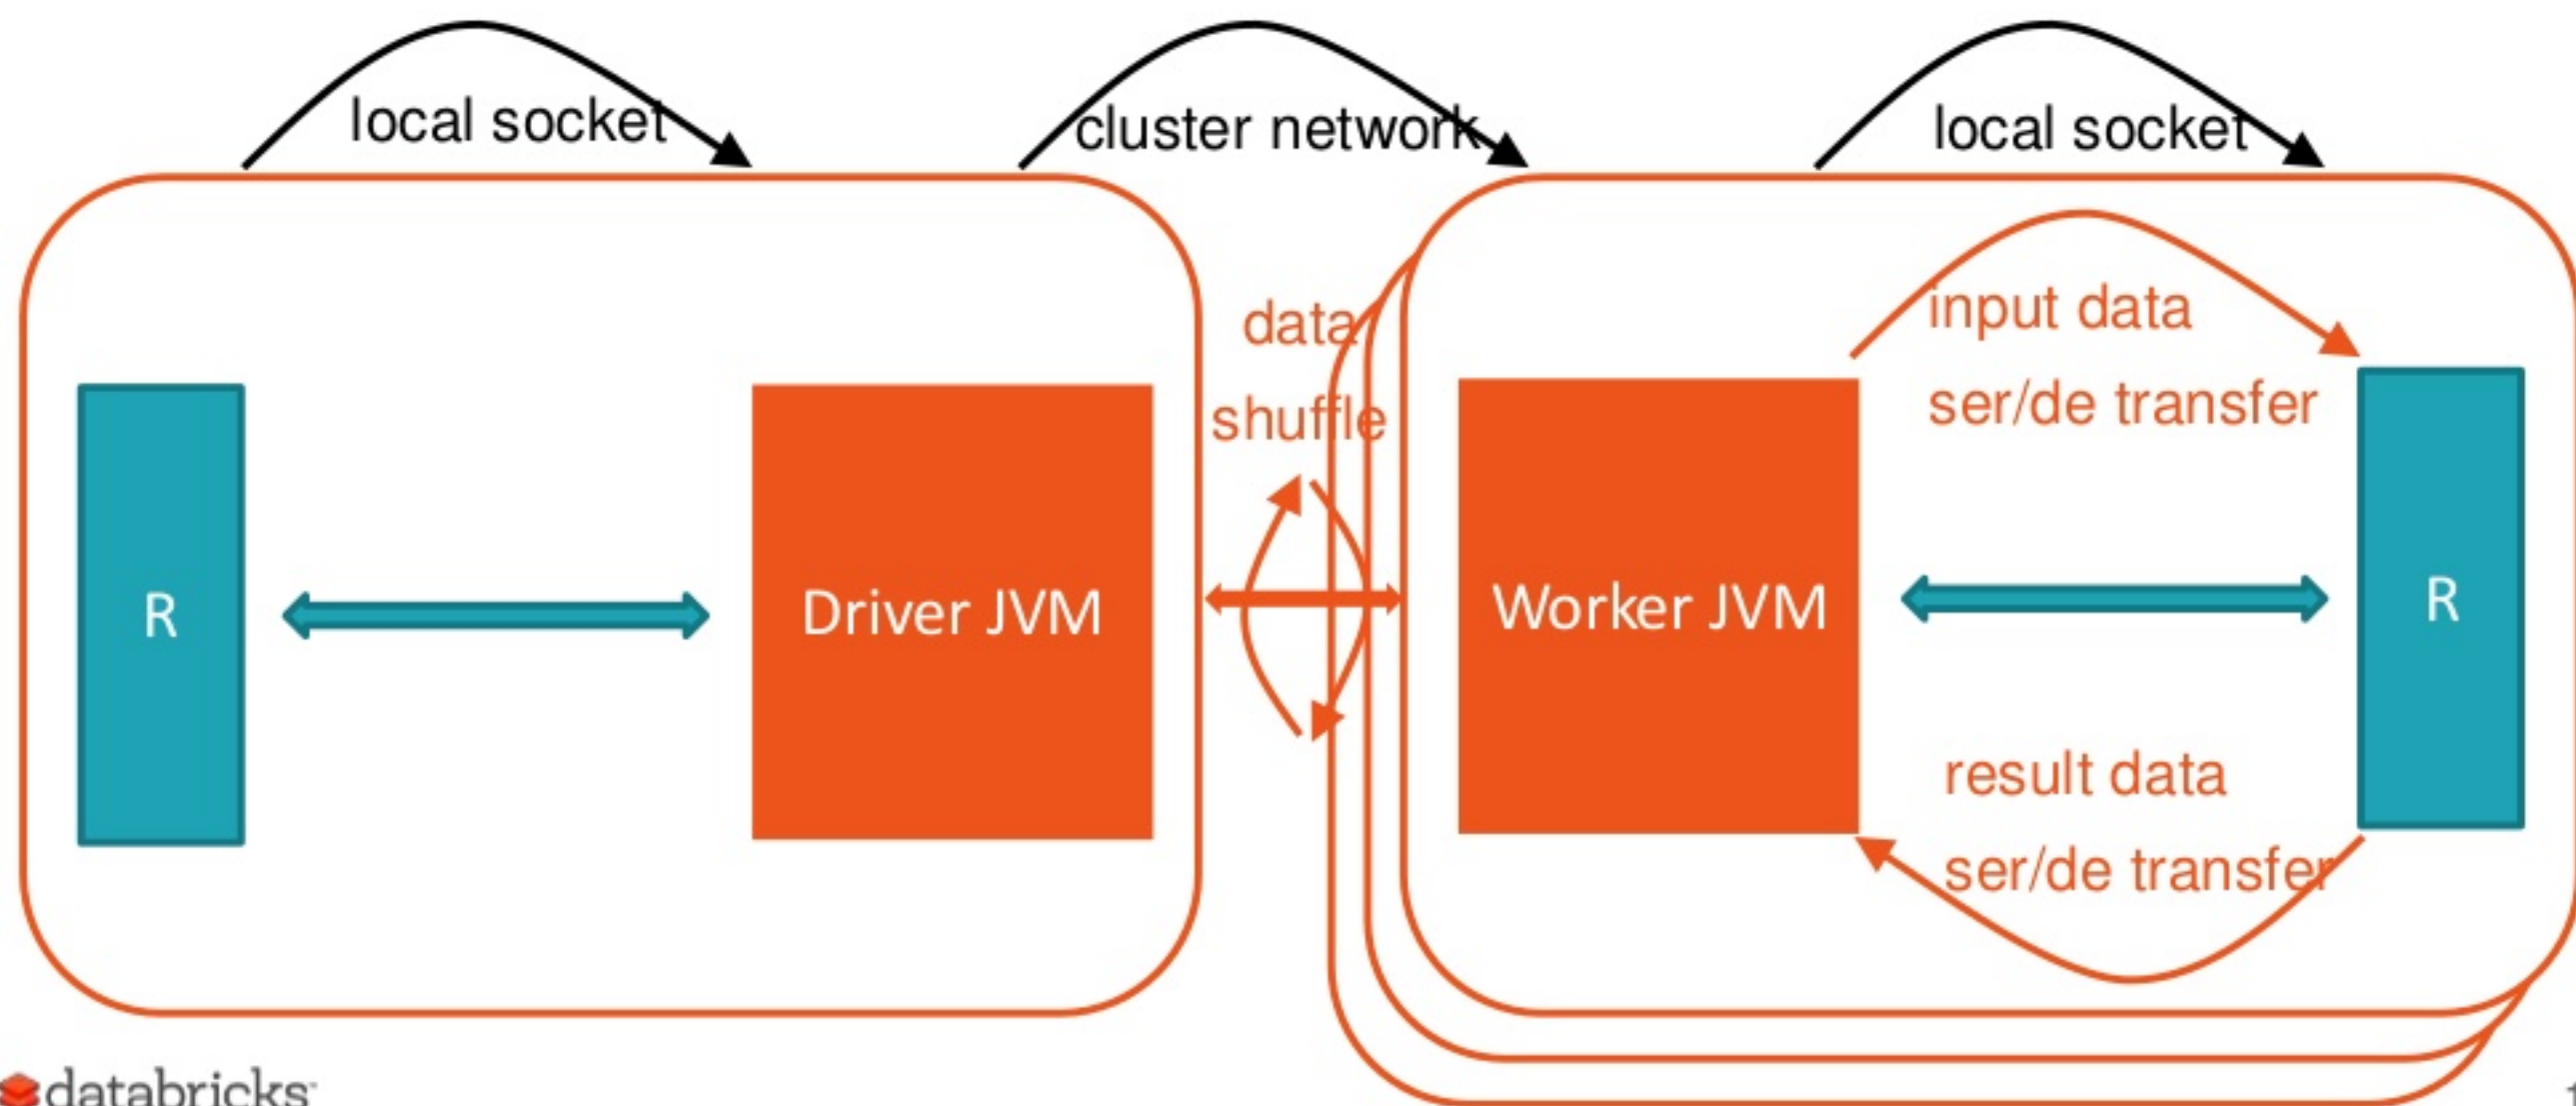 local socket
cluster network
local socket
data
shuffle
input data
ser/de transfer
R
Driver JVM
Worker JVM
R
result data
ser/de transfer
databricks